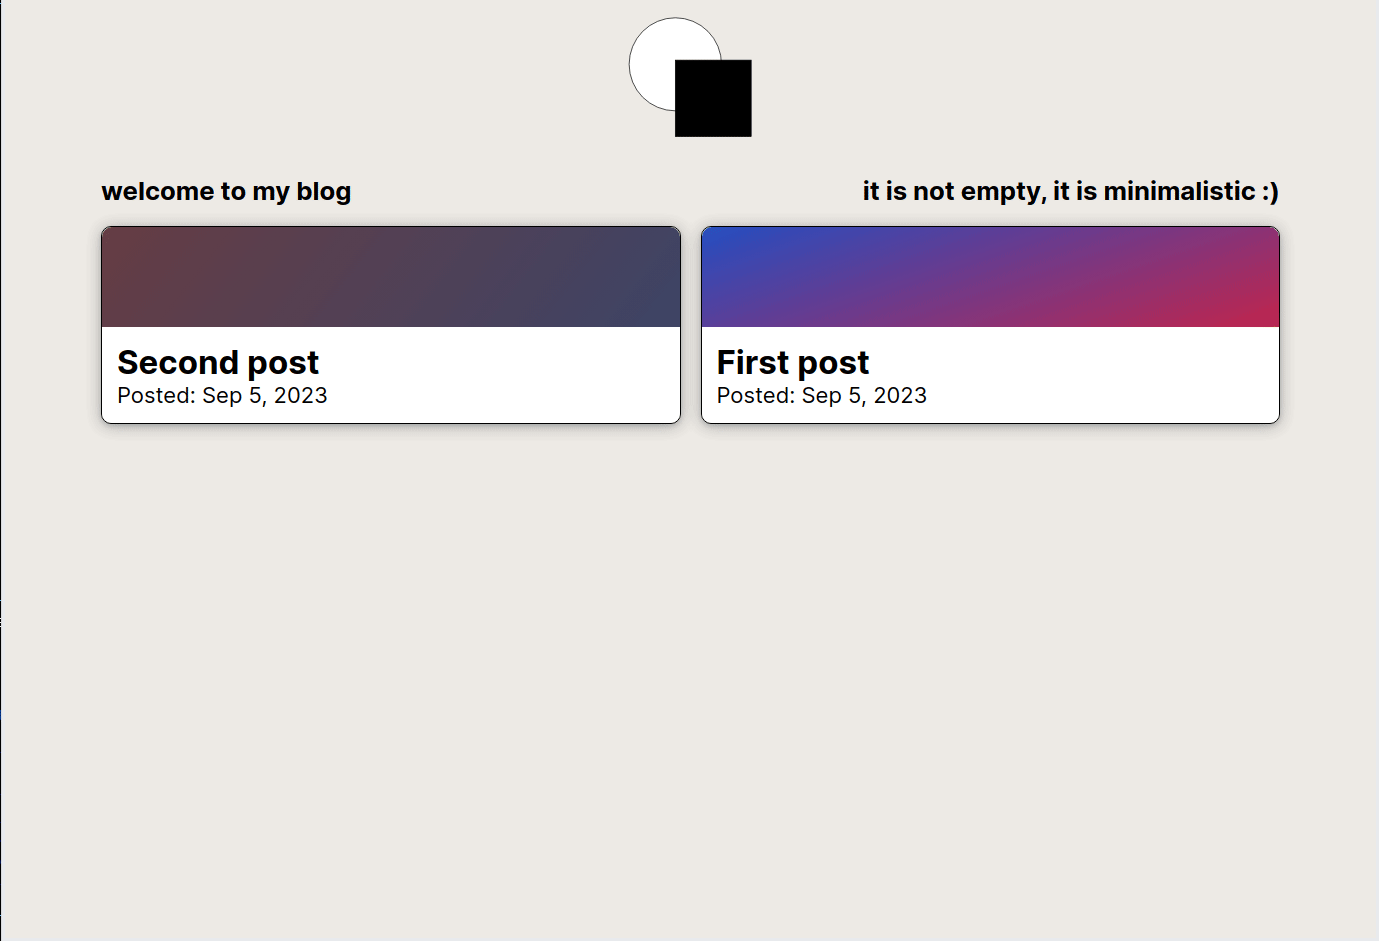 welcome to my blog
it is not empty, it is minimalistic :)
Second post
Posted: Sep 5, 2023
First post
Posted: Sep 5, 2023